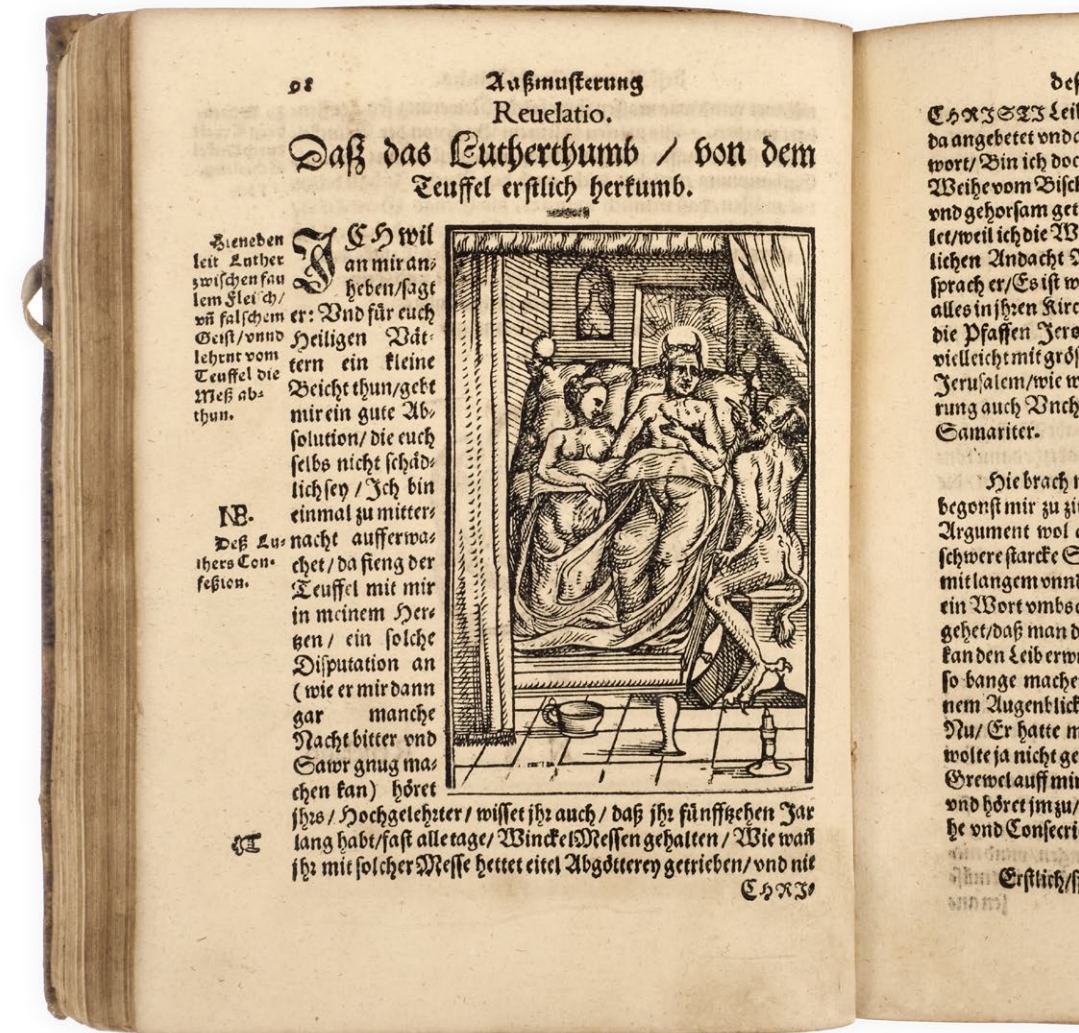 98
Außmusterung
Reuelatio.
Daß das Lutherthumb / von dem
Teuffel erstlich herkumb.
Hieneben
leit Luther
zwischen fau
lem Fleisch/
vñ falschem
Geist/vnnd
lehrnt vom
Teuffel die
Meß ab⸗
thun.
NB.
Deß Lu⸗
thers Con⸗
feßion.
ICH wil
an mir an⸗
heben/sagt
er: Vnd für euch
Heiligen Vät⸗
tern ein kleine
Beicht thun/gebt
mir ein gute Ab⸗
solution/ die euch
selbs nicht schäd⸗
lich sey / Ich bin
einmal zu mitter⸗
nacht aufferwa⸗
chet/ da fieng der
Teuffel mit mir
in meinem Her⸗
tzen / ein solche
Disputation an
( wie er mir dann
gar manche
Nacht bitter vnd
Sawr gnug ma⸗
chen kan) höret
jhrs / Hochgelehrter / wisset jhr auch / daß jhr fünfftzehen Jar
lang habt/fast alle tage/ WinckelMessen gehalten / Wie wañ
jhr mit solcher Messe hettet eitel Abgötterey getrieben/ vnd nit
CHRI⸗
CHRISTI Leib
da angebetet vnd
wort/ Bin ich doc
Weihe vom Bisch
vnd gehorsam get
let/weil ich die W
lichen Andacht
sprach er/Es ist w
alles in jhren Kirc
die Pfaffen Jero
vielleicht mit grös
Jerusalem/wie w
rung auch Vnch
Samariter.
Hie brach
begonst mir zu zi
Argument wol
schwere starcke S
mit langem vnnd
ein Wort vmbs
gehet/daß man d
kan den Leib erw
so bange mache
nem Augenblick
Nu/ Er hatte m
wolte ja nicht ge
Grewel auff mir
vnd höret jm zu/
he vnd Consecri
Erstlich/s